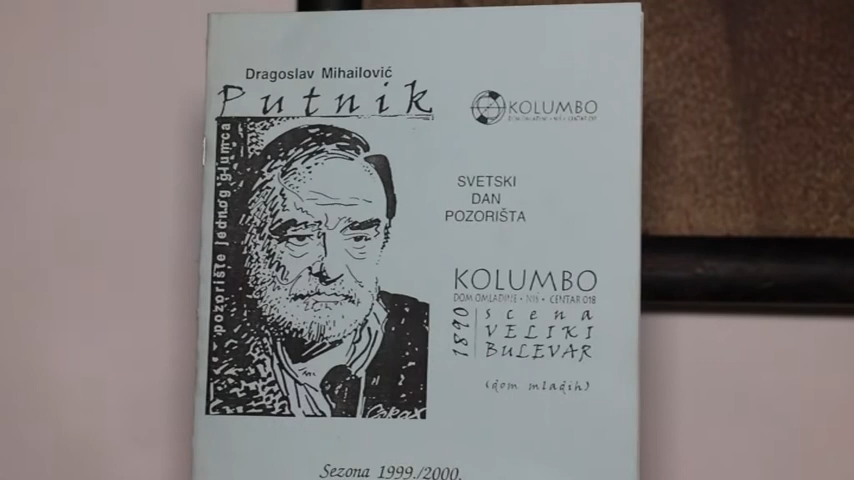 Dragoslav Mihailović
Putnik
pozorište jednog glumca
KOLUMBO
SVETSKI
DAN
POZORIŠTA
KOLUMBO
DOM OMLADINE • NIŠ • CENTAR 018
1890
scena
VELIKI
BULEVAR
(dom mladih)
Sezona 1999./2000.